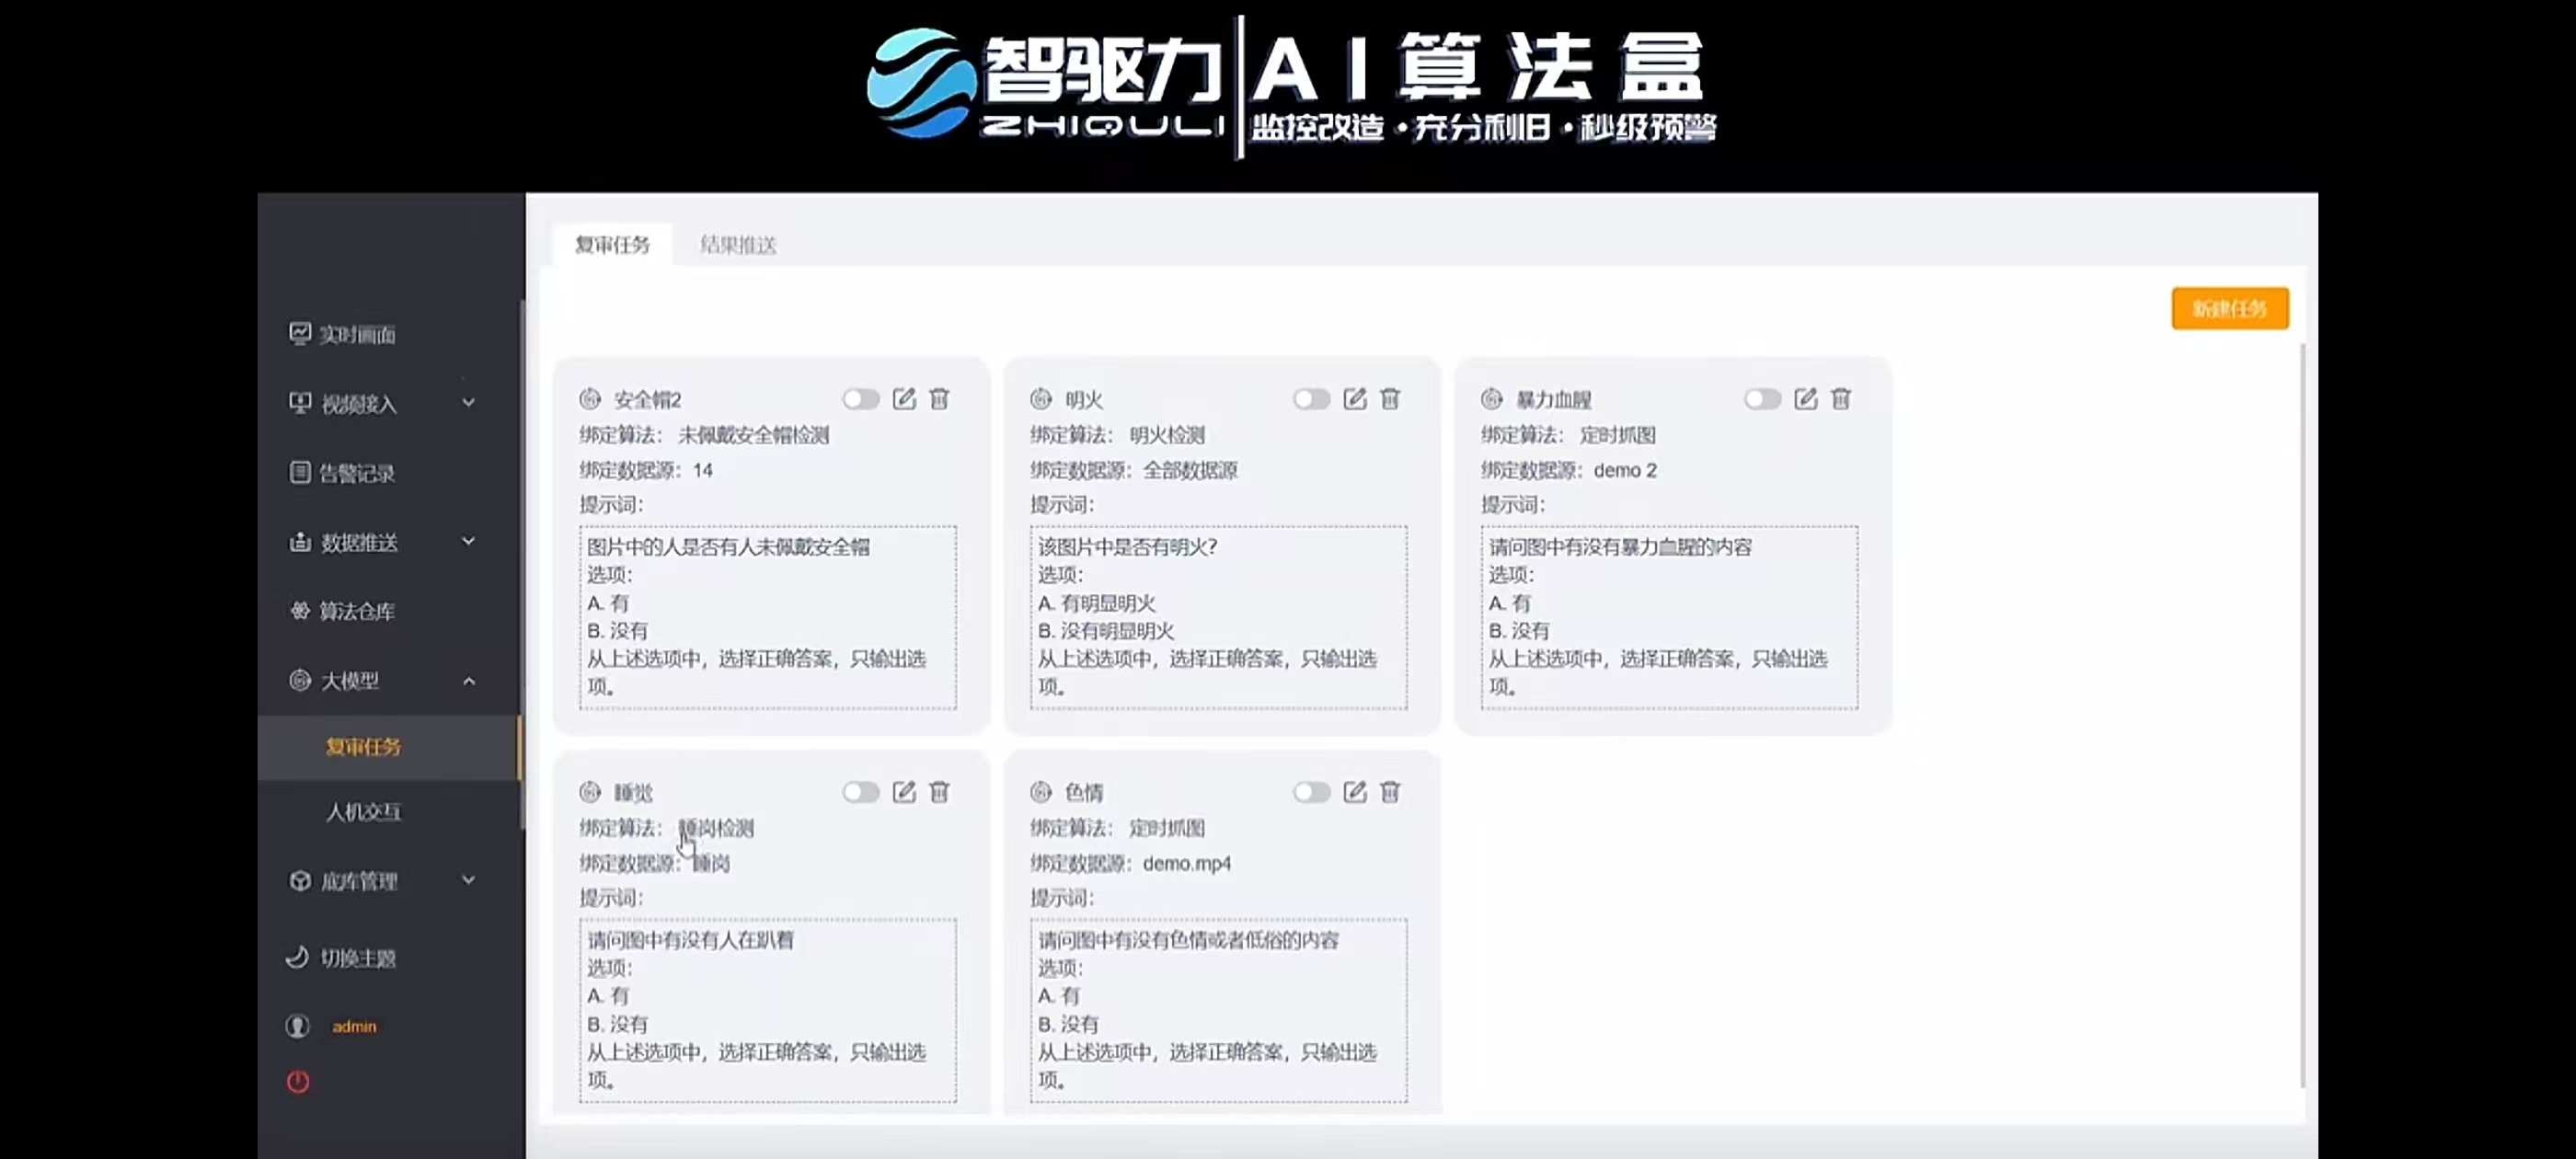 智驱力
ZHIQULI
AI算法盒
监控改造·充分利旧·秒级预警
复审任务
结果推送
新建任务
实时画面
视频接入
告警记录
数据推送
算法仓库
大模型
复审任务
人机交互
底库管理
切换主题
admin
安全帽2
绑定算法： 未佩戴安全帽检测
绑定数据源：14
提示词：
图片中的人是否有人未佩戴安全帽
选项：
A. 有
B. 没有
从上述选项中，选择正确答案，只输出选
项。
明火
绑定算法： 明火检测
绑定数据源：全部数据源
提示词：
该图片中是否有明火？
选项：
A. 有明显明火
B. 没有明显明火
从上述选项中，选择正确答案，只输出选
项。
暴力血腥
绑定算法： 定时抓图
绑定数据源：demo 2
提示词：
请问图中有没有暴力血腥的内容
选项：
A. 有
B. 没有
从上述选项中，选择正确答案，只输出选
项。
睡觉
绑定算法： 睡岗检测
绑定数据源：睡岗
提示词：
请问图中有没有人在趴着
选项：
A. 有
B. 没有
从上述选项中，选择正确答案，只输出选
项。
色情
绑定算法： 定时抓图
绑定数据源：demo.mp4
提示词：
请问图中有没有色情或者低俗的内容
选项：
A. 有
B. 没有
从上述选项中，选择正确答案，只输出选
项。